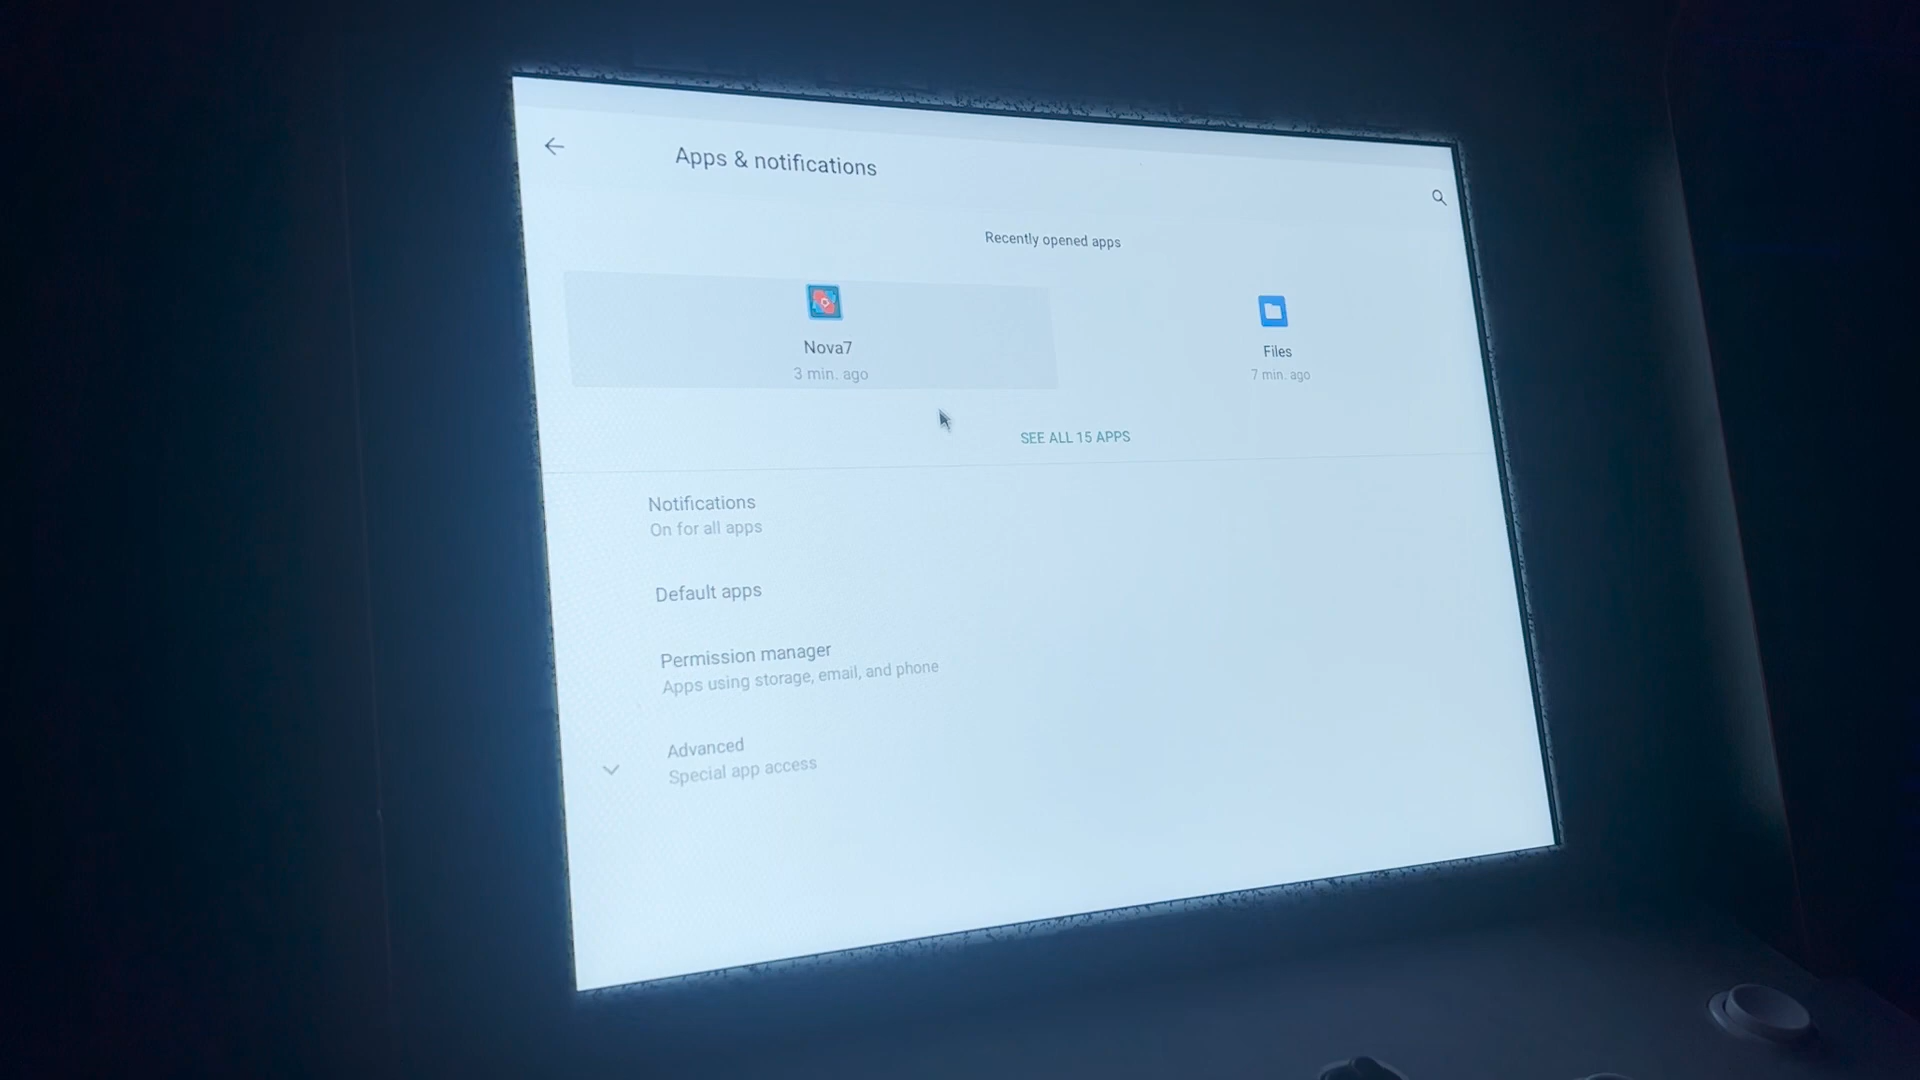 Apps & notifications
Recently opened apps
Nova7
3 min. ago
Files
7 min. ago
SEE ALL 15 APPS
Notifications
On for all apps
Default apps
Permission manager
Apps using storage, email, and phone
Advanced
Special app access